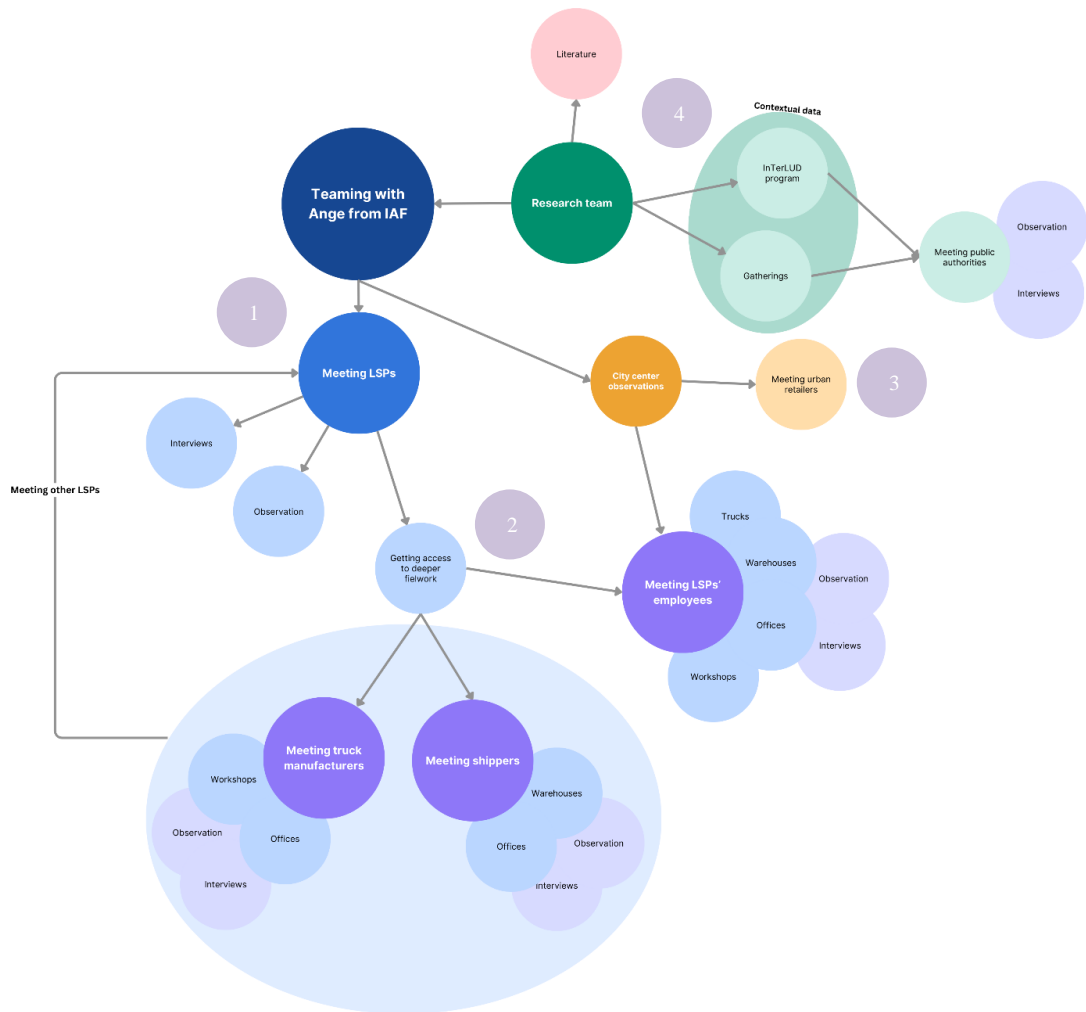 Literature
4
Contextual data
InTerLUD
program
Teaming with
Ange from IAF
Research team
Observation
Meeting public
authorities
Gatherings
Interviews
1
Meeting LSPs
City center
observations
Meeting urban
retailers
3
Interviews
Meeting other LSPs
Observation
2
Trucks
Getting access
to deeper
fielwork
Warehouses
Observation
Meeting LSPs'
employees
Offices
Interviews
Workshops
Meeting truck
manufacturers
Meeting shippers
Workshops
Warehouses
Observation
Offices
Offices
Observation
Interviews
Interviews